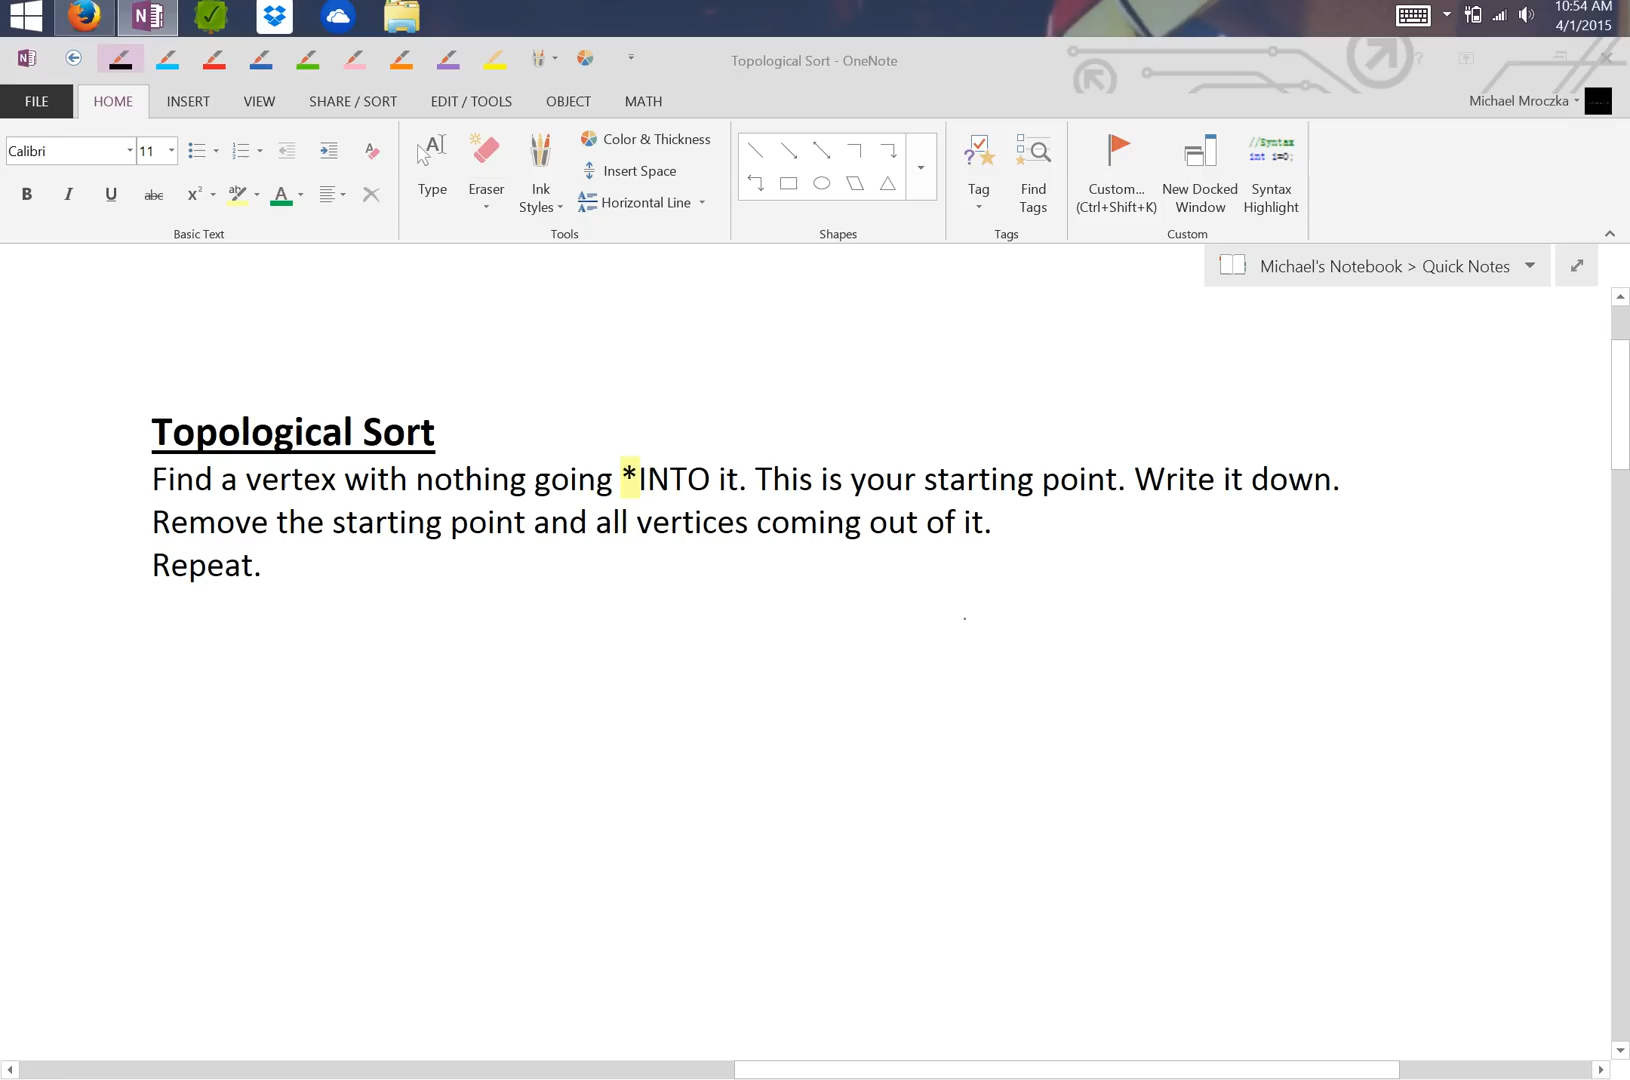 10:54 AM
4/1/2015
Topological Sort - OneNote
?
FILE
HOME
INSERT
VIEW
SHARE / SORT
EDIT / TOOLS
OBJECT
MATH
Michael Mroczka
Calibri
11
B I U abc x² A
Basic Text
Type
Eraser
Ink
Styles
Color & Thickness
Insert Space
Horizontal Line
Tools
Shapes
Tag
Find
Tags
Tags
//Syntax
int i=0;
Custom...
(Ctrl+Shift+K)
New Docked
Window
Syntax
Highlight
Custom
Michael's Notebook > Quick Notes
Topological Sort
Find a vertex with nothing going *INTO it. This is your starting point. Write it down.
Remove the starting point and all vertices coming out of it.
Repeat.